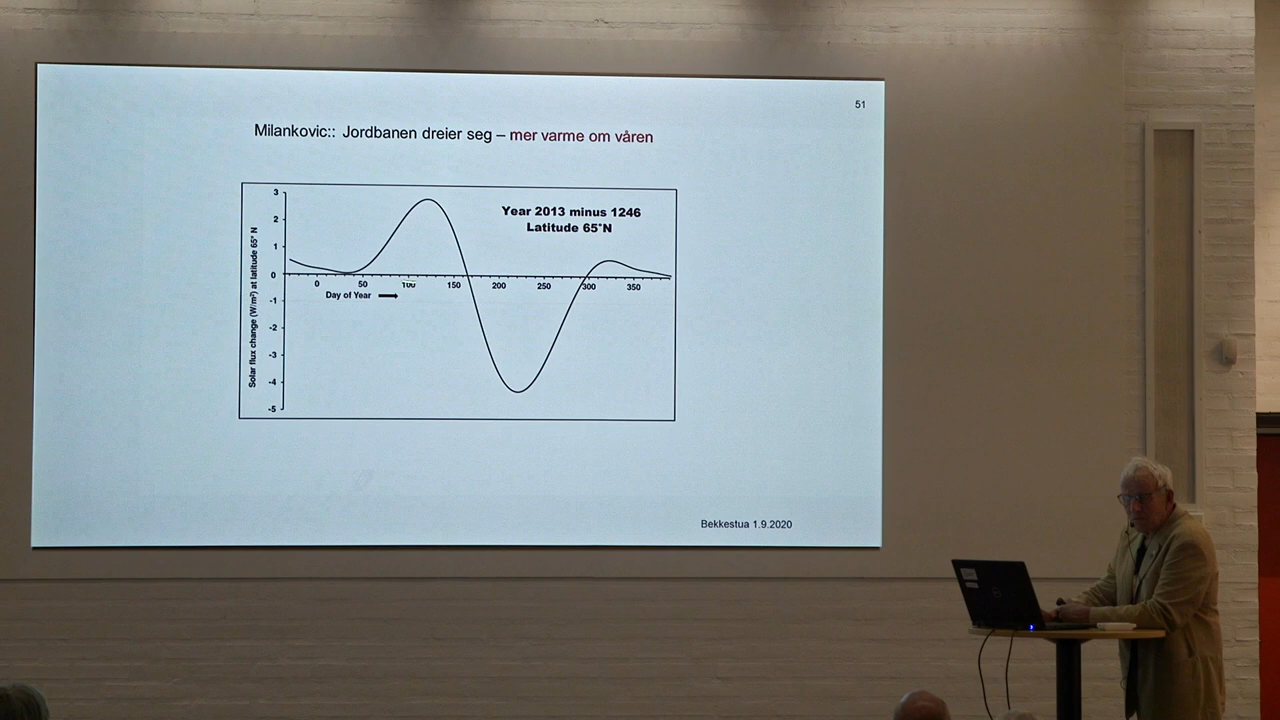 51
Milankovic:: Jordbanen dreier seg – mer varme om våren
Year 2013 minus 1246
Latitude 65°N
Solar flux change (W/m²) at latitude 65° N
3
2
1
0
-1
-2
-3
-4
-5
0 50 100 150 200 250 300 350
Day of Year
Bekkestua 1.9.2020